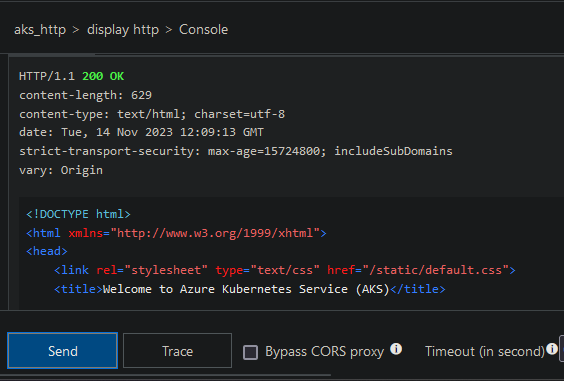 aks_http > display http > Console
HTTP/1.1 200 OK
content-length: 629
content-type: text/html; charset=utf-8
date: Tue, 14 Nov 2023 12:09:13 GMT
strict-transport-security: max-age=15724800; includeSubDomains
vary: Origin
<!DOCTYPE html>
<html xmlns="http://www.w3.org/1999/xhtml">
<head>
    <link rel="stylesheet" type="text/css" href="/static/default.css">
    <title>Welcome to Azure Kubernetes Service (AKS)</title>
Send Trace Bypass CORS proxy Timeout (in second)